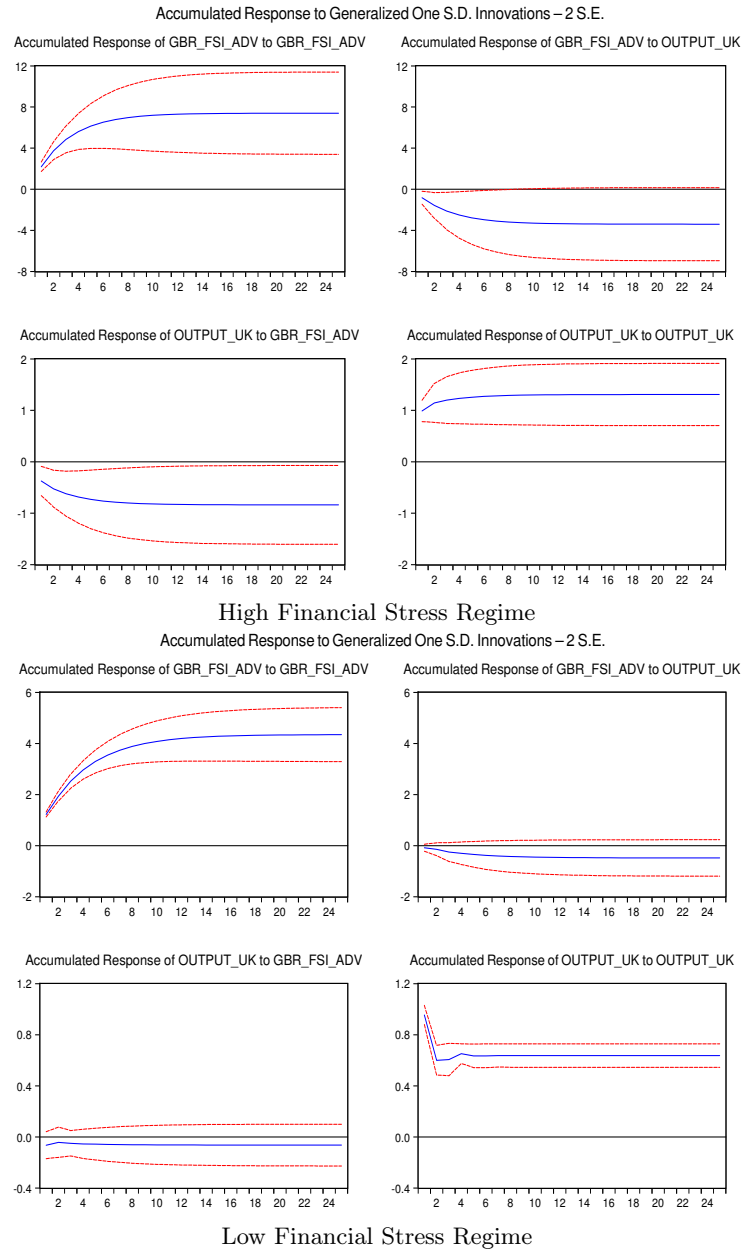 Accumulated Response to Generalized One S.D. Innovations – 2 S.E.
Accumulated Response of GBR_FSI_ADV to GBR_FSI_ADV
12
8
4
0
-4
-8
2 4 6 8 10 12 14 16 18 20 22 24
Accumulated Response of GBR_FSI_ADV to OUTPUT_UK
12
8
4
0
-4
-8
2 4 6 8 10 12 14 16 18 20 22 24
Accumulated Response of OUTPUT_UK to GBR_FSI_ADV
2
1
0
-1
-2
2 4 6 8 10 12 14 16 18 20 22 24
Accumulated Response of OUTPUT_UK to OUTPUT_UK
2
1
0
-1
-2
2 4 6 8 10 12 14 16 18 20 22 24
High Financial Stress Regime
Accumulated Response to Generalized One S.D. Innovations – 2 S.E.
Accumulated Response of GBR_FSI_ADV to GBR_FSI_ADV
6
4
2
0
-2
2 4 6 8 10 12 14 16 18 20 22 24
Accumulated Response of GBR_FSI_ADV to OUTPUT_UK
6
4
2
0
-2
2 4 6 8 10 12 14 16 18 20 22 24
Accumulated Response of OUTPUT_UK to GBR_FSI_ADV
1.2
0.8
0.4
0.0
-0.4
2 4 6 8 10 12 14 16 18 20 22 24
Accumulated Response of OUTPUT_UK to OUTPUT_UK
1.2
0.8
0.4
0.0
-0.4
2 4 6 8 10 12 14 16 18 20 22 24
Low Financial Stress Regime